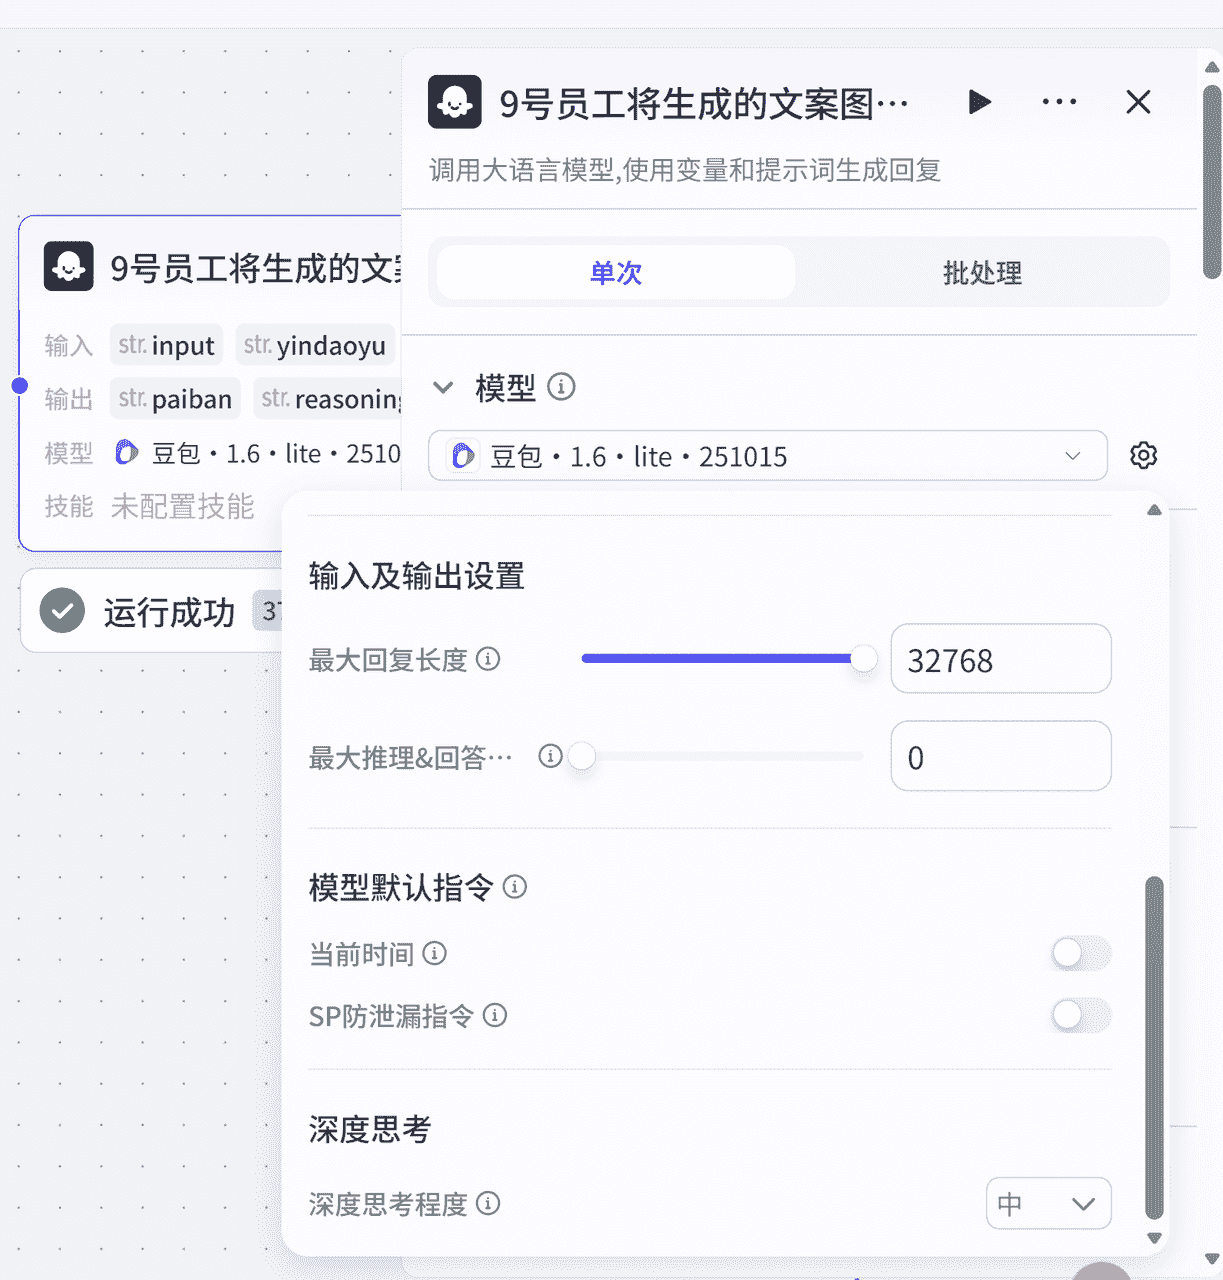 9号员工将生成的文案图…
调用大语言模型,使用变量和提示词生成回复
单次
批处理
模型
豆包・1.6・lite・251015
9号员工将生成的文
输入 str. input str. yindaoyu
输出 str. paiban str. reasoning
模型 豆包・1.6・lite・2510
技能 未配置技能
运行成功 37
输入及输出设置
最大回复长度 32768
最大推理&回答… 0
模型默认指令
当前时间
SP防泄漏指令
深度思考
深度思考程度 中